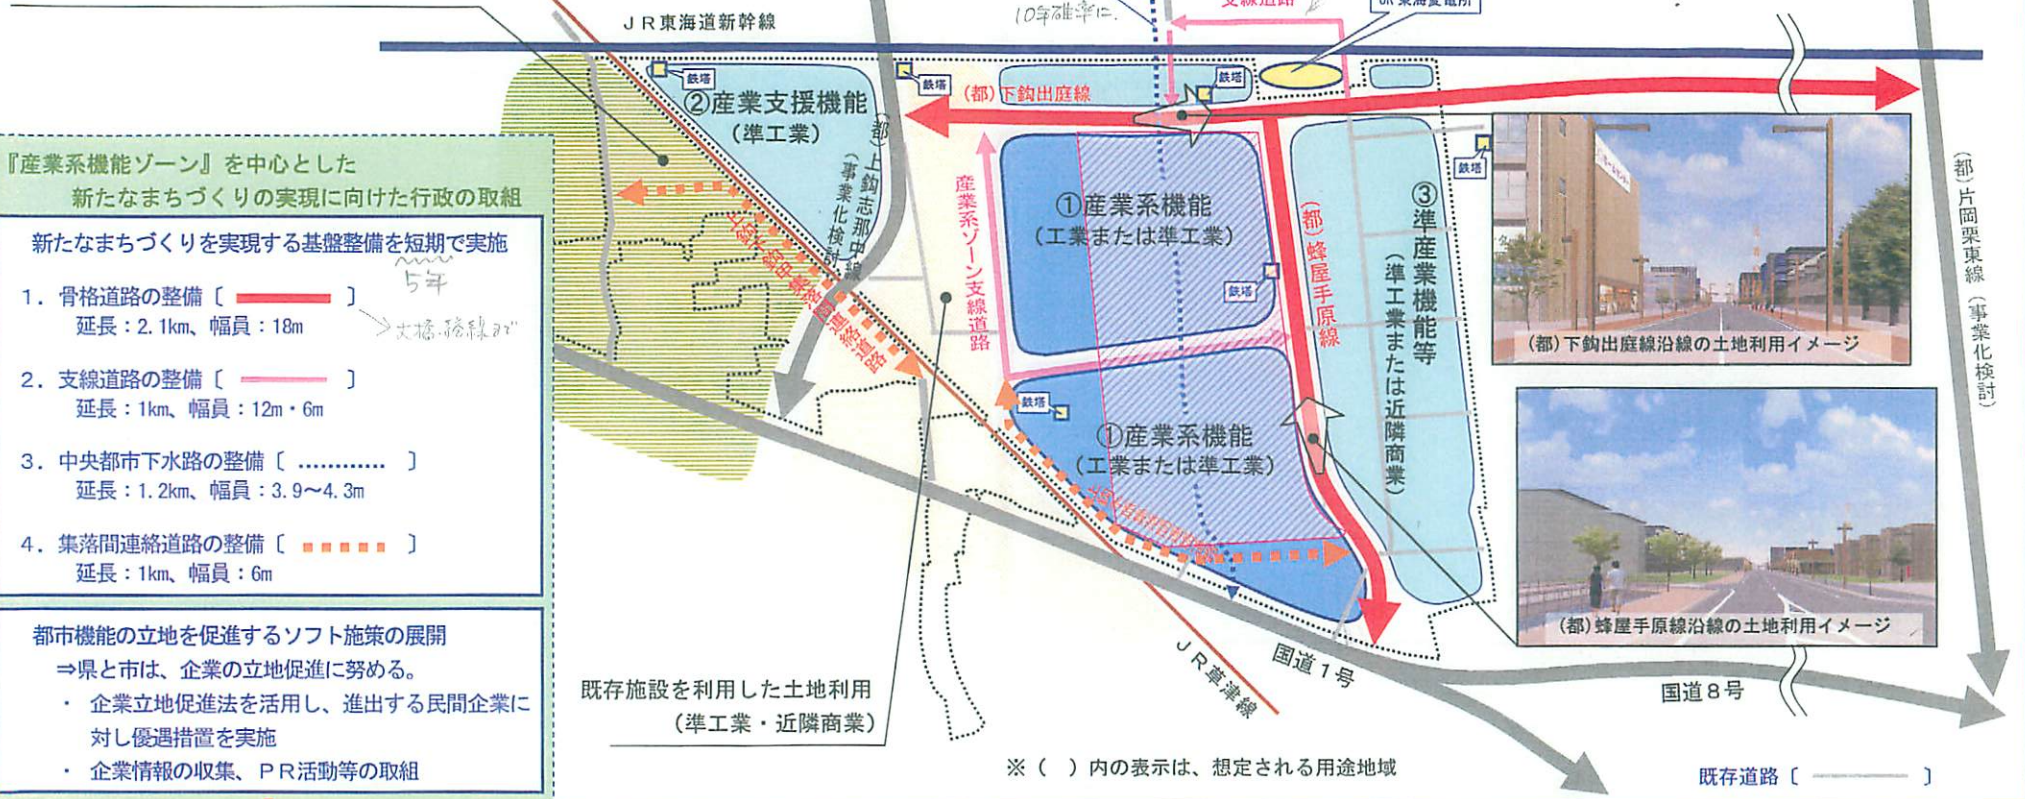 JR東海道新幹線
10年確率に.
支線道路
JR東海変電所
鉄塔
鉄塔
鉄塔
鉄塔
鉄塔
鉄塔
②産業支援機能
(準工業)
(都)上鈎志那中線
(事業化検討)
(都)下鈎出庭線
産業系ゾーン支線道路
①産業系機能
(工業または準工業)
(都)蜂屋手原線
③準産業機能等
(準工業または近隣商業)
①産業系機能
(工業または準工業)
(都)下鈎出庭線沿線の土地利用イメージ
(都)蜂屋手原線沿線の土地利用イメージ
(都)片岡栗東線(事業化検討)
『産業系機能ゾーン』を中心とした
新たなまちづくりの実現に向けた行政の取組
新たなまちづくりを実現する基盤整備を短期で実施
5年
1．骨格道路の整備〔 〕
延長：2.1km、幅員：18m
2．支線道路の整備〔 〕
延長：1km、幅員：12m・6m
3．中央都市下水路の整備〔 ………… 〕
延長：1.2km、幅員：3.9～4.3m
4．集落間連絡道路の整備〔 〕
延長：1km、幅員：6m
都市機能の立地を促進するソフト施策の展開
⇒県と市は、企業の立地促進に努める。
・ 企業立地促進法を活用し、進出する民間企業に
対し優遇措置を実施
・ 企業情報の収集、PR活動等の取組
既存施設を利用した土地利用
(準工業・近隣商業)
JR草津線
国道1号
国道8号
※（ ）内の表示は、想定される用途地域
既存道路〔 〕